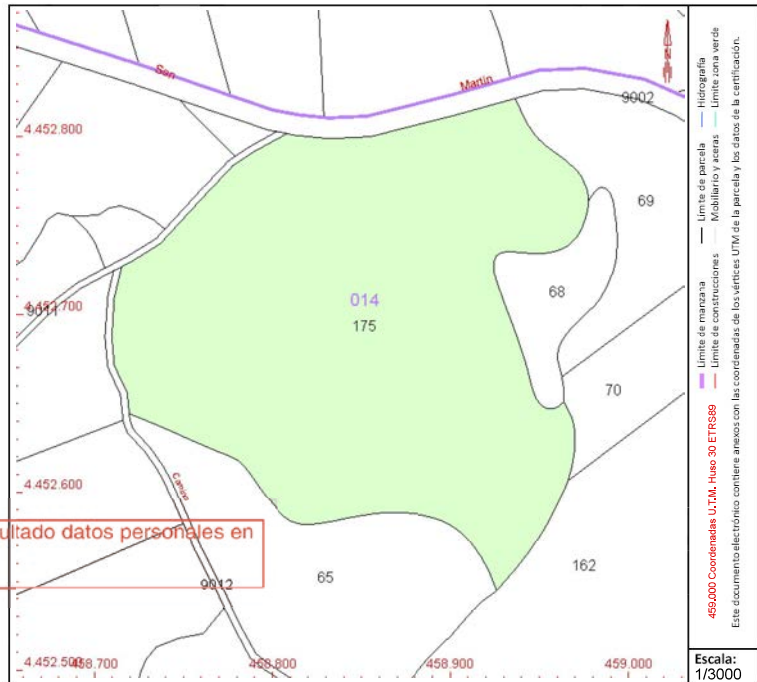 San
Martin
9002
4.452.800
69
68
4.452.700
9011
014
175
70
4.452.600
Camino
ultado datos personales en
9012
65
162
4.452.500
458.700
458.800
458.900
459.000
N
Límite de manzana
Límite de parcela
Hidrografía
Límite de construcciones
Mobiliario y aceras
Límite zona verde
459,000 Coordenadas U.T.M. Huso 30 ETRS89
Este documento electrónico contiene anexos con las coordenadas de los vértices UTM de la parcela y los datos de la certificación.
Escala:
1/3000